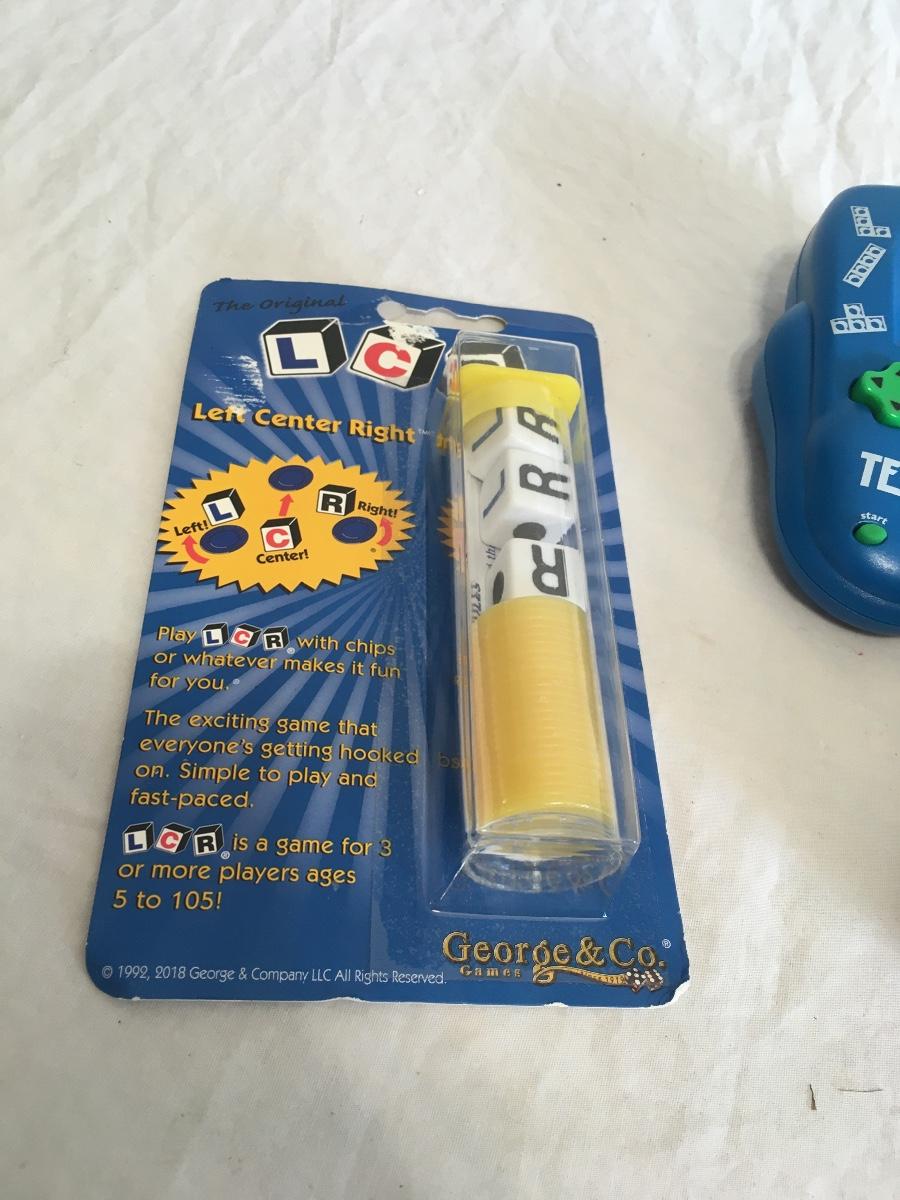 The Original
L C
Left Center Right™
L
R
Left!
Right!
C
Center!
Play L C R® with chips
or whatever makes it fun
for you.®
The exciting game that
everyone's getting hooked
on. Simple to play and
fast-paced.
L C R® is a game for 3
or more players ages
5 to 105!
L R
L R
R
George & Co.®
Games
© 1992, 2018 George & Company LLC All Rights Reserved.
TE
start